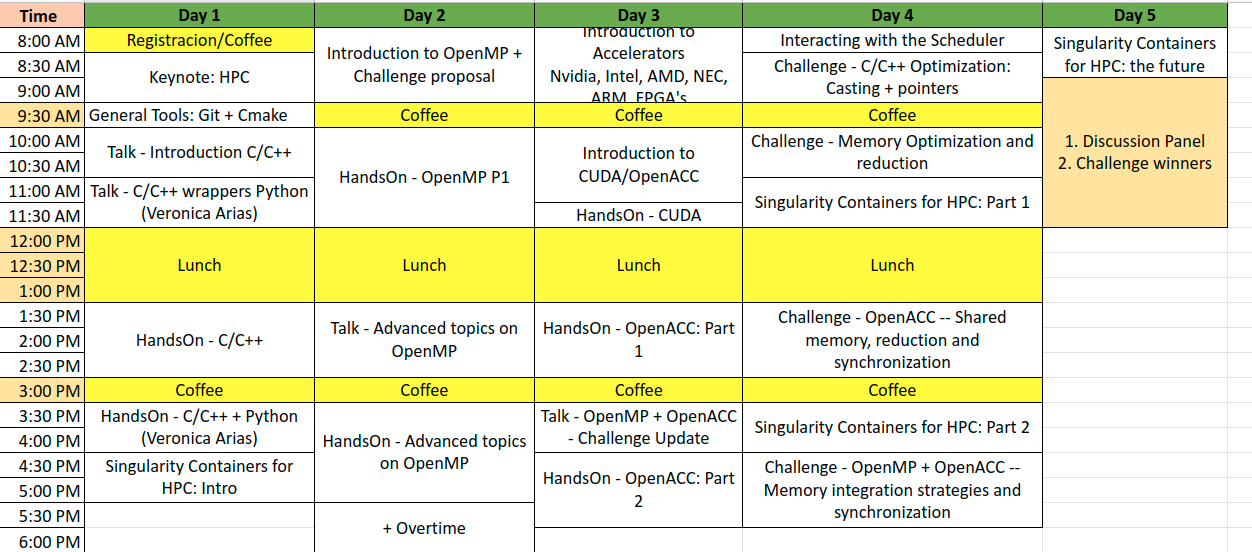 Time Day 1 Day 2 Day 3 Day 4 Day 5
8:00 AM
8:30 AM
9:00 AM
9:30 AM
10:00 AM
10:30 AM
11:00 AM
11:30 AM
12:00 PM
12:30 PM
1:00 PM
1:30 PM
2:00 PM
2:30 PM
3:00 PM
3:30 PM
4:00 PM
4:30 PM
5:00 PM
5:30 PM
6:00 PM
Registracion/Coffee
Keynote: HPC
General Tools: Git + Cmake
Talk - Introduction C/C++
Talk - C/C++ wrappers Python
(Veronica Arias)
Lunch
HandsOn - C/C++
Coffee
HandsOn - C/C++ + Python
(Veronica Arias)
Singularity Containers for
HPC: Intro
Introduction to OpenMP +
Challenge proposal
Coffee
HandsOn - OpenMP P1
Lunch
Talk - Advanced topics on
OpenMP
Coffee
HandsOn - Advanced topics
on OpenMP
+ Overtime
Introduction to
Accelerators
Nvidia, Intel, AMD, NEC,
ARM, FPGA's
Coffee
Introduction to
CUDA/OpenACC
HandsOn - CUDA
Lunch
HandsOn - OpenACC: Part
1
Coffee
Talk - OpenMP + OpenACC
- Challenge Update
HandsOn - OpenACC: Part
2
Interacting with the Scheduler
Challenge - C/C++ Optimization:
Casting + pointers
Coffee
Challenge - Memory Optimization and
reduction
Singularity Containers for HPC: Part 1
Lunch
Challenge - OpenACC -- Shared
memory, reduction and
synchronization
Coffee
Singularity Containers for HPC: Part 2
Challenge - OpenMP + OpenACC --
Memory integration strategies and
synchronization
Singularity Containers
for HPC: the future
1. Discussion Panel
2. Challenge winners